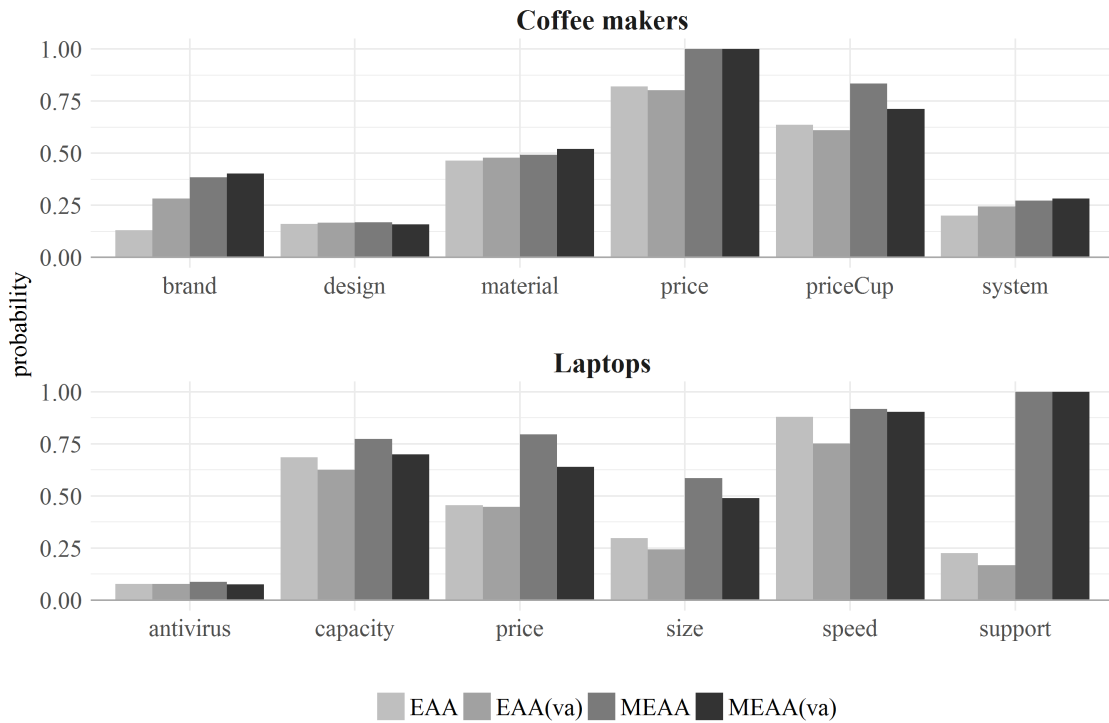 Coffee makers
1.00
0.75
0.50
0.25
0.00
brand design material price priceCup system
probability
Laptops
1.00
0.75
0.50
0.25
0.00
antivirus capacity price size speed support
EAA EAA(va) MEAA MEAA(va)